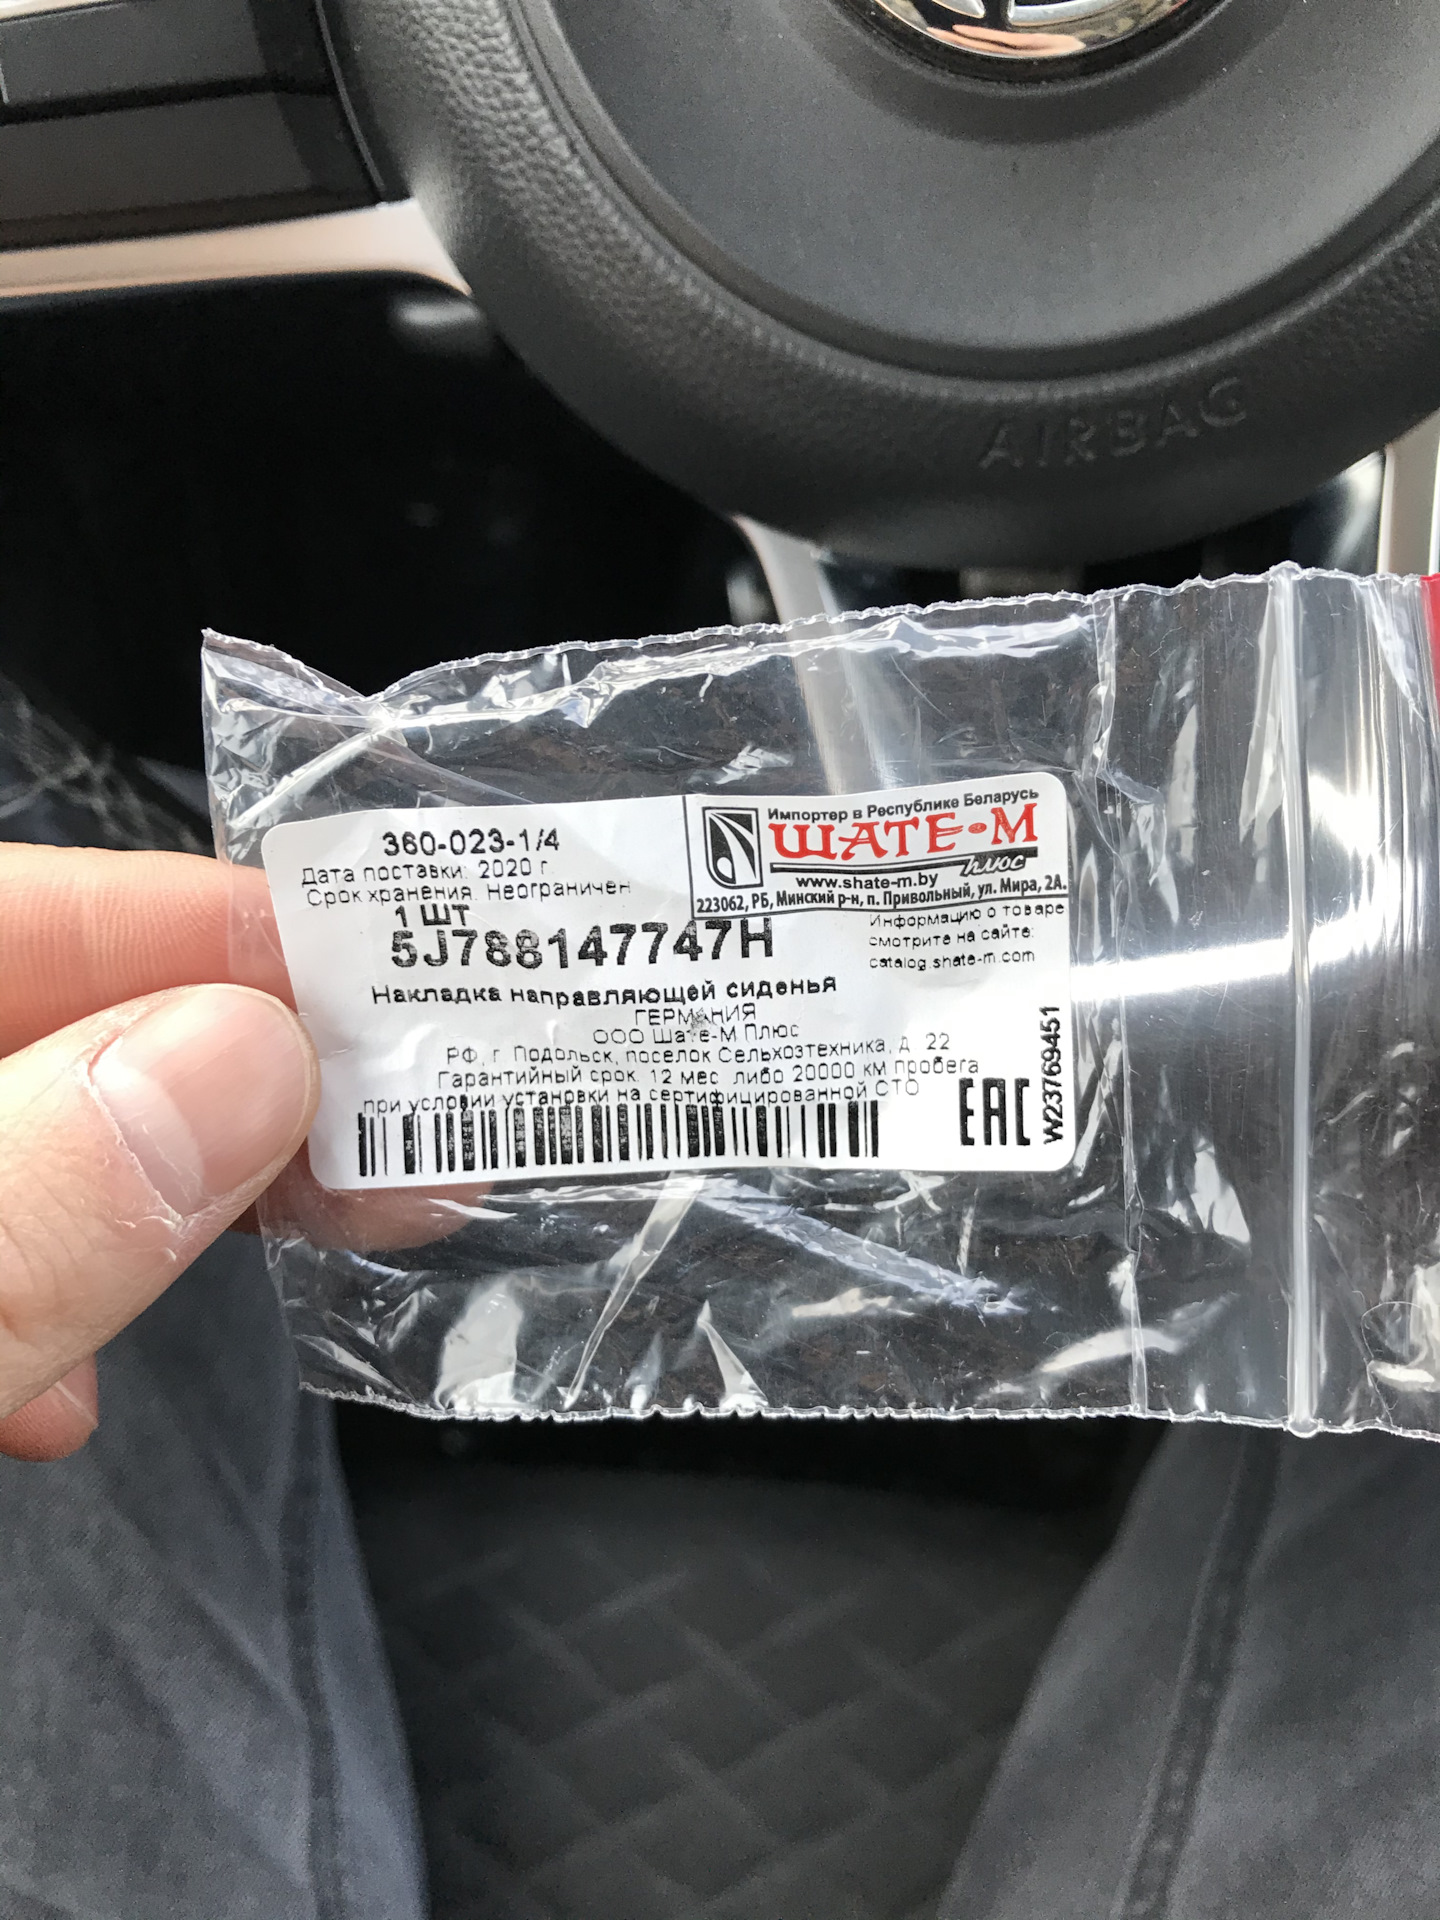 AIRBAG
360-023-1/4
Дата поставки: 2020 г.
Срок хранения. Неограничен
1 ШТ
5J788147747H
Импортер в Республике Беларусь
ШАТЕ-М
плюс
www.shate-m.by
223062, РБ, Минский р-н, п. Привольный, ул. Мира, 2А.
Информацию о товаре
смотрите на сайте:
catalog.shate-m.com
Накладка направляющей сиденья
ГЕРМАНИЯ
ООО Шате-М Плюс
РФ, г. Подольск, поселок Сельхозтехника, д. 22
Гарантийный срок. 12 мес. либо 20000 км пробега
при условии установки на сертифицированной СТО
EAC
W23769451